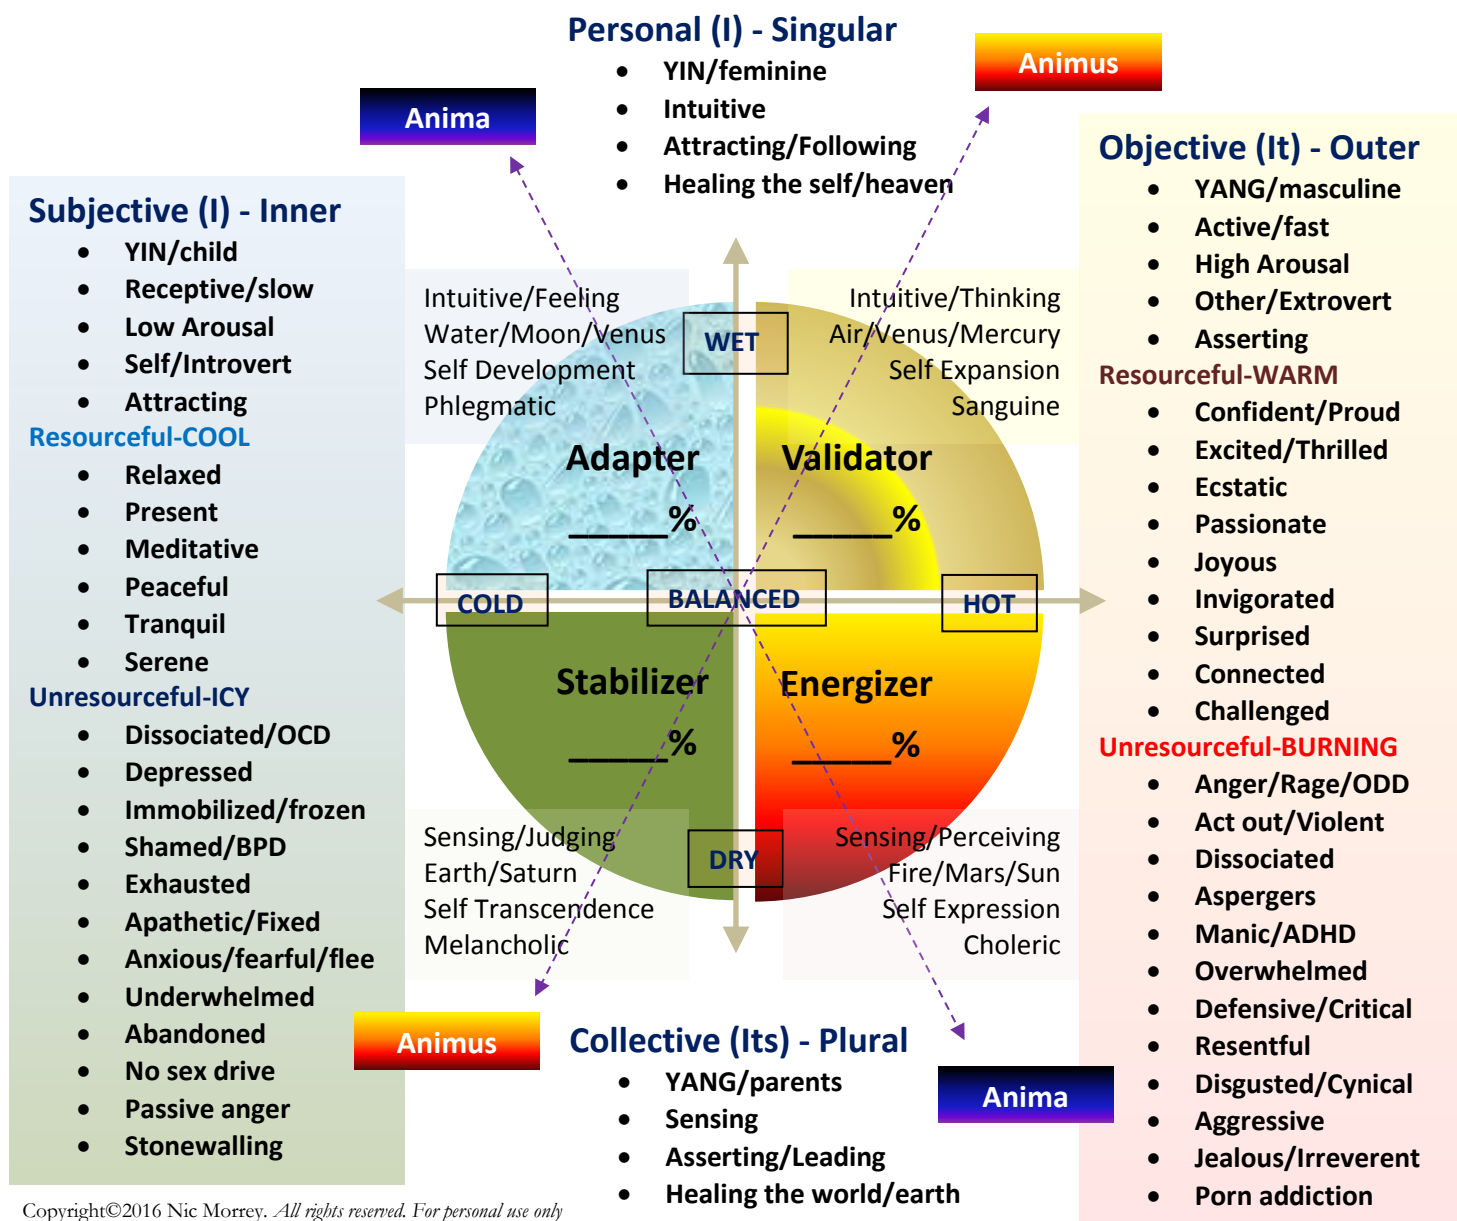 Personal (I) - Singular
• YIN/feminine
• Intuitive
• Attracting/Following
• Healing the self/heaven
Anima
Animus
Subjective (I) - Inner
• YIN/child
• Receptive/slow
• Low Arousal
• Self/Introvert
• Attracting
Resourceful-COOL
• Relaxed
• Present
• Meditative
• Peaceful
• Tranquil
• Serene
Unresourceful-ICY
• Dissociated/OCD
• Depressed
• Immobilized/frozen
• Shamed/BPD
• Exhausted
• Apathetic/Fixed
• Anxious/fearful/flee
• Underwhelmed
• Abandoned
• No sex drive
• Passive anger
• Stonewalling
Intuitive/Feeling
Water/Moon/Venus
Self Development
Phlegmatic
Adapter
_____%
WET
Intuitive/Thinking
Air/Venus/Mercury
Self Expansion
Sanguine
Validator
_____%
COLD
BALANCED
HOT
Stabilizer
_____%
Sensing/Judging
Earth/Saturn
Self Transcendence
Melancholic
Energizer
_____%
DRY
Sensing/Perceiving
Fire/Mars/Sun
Self Expression
Choleric
Objective (It) - Outer
• YANG/masculine
• Active/fast
• High Arousal
• Other/Extrovert
• Asserting
Resourceful-WARM
• Confident/Proud
• Excited/Thrilled
• Ecstatic
• Passionate
• Joyous
• Invigorated
• Surprised
• Connected
• Challenged
Unresourceful-BURNING
• Anger/Rage/ODD
• Act out/Violent
• Dissociated
• Aspergers
• Manic/ADHD
• Overwhelmed
• Defensive/Critical
• Resentful
• Disgusted/Cynical
• Aggressive
• Jealous/Irreverent
• Porn addiction
Animus
Anima
Collective (Its) - Plural
• YANG/parents
• Sensing
• Asserting/Leading
• Healing the world/earth
Copyright©2016 Nic Morrey. All rights reserved. For personal use only